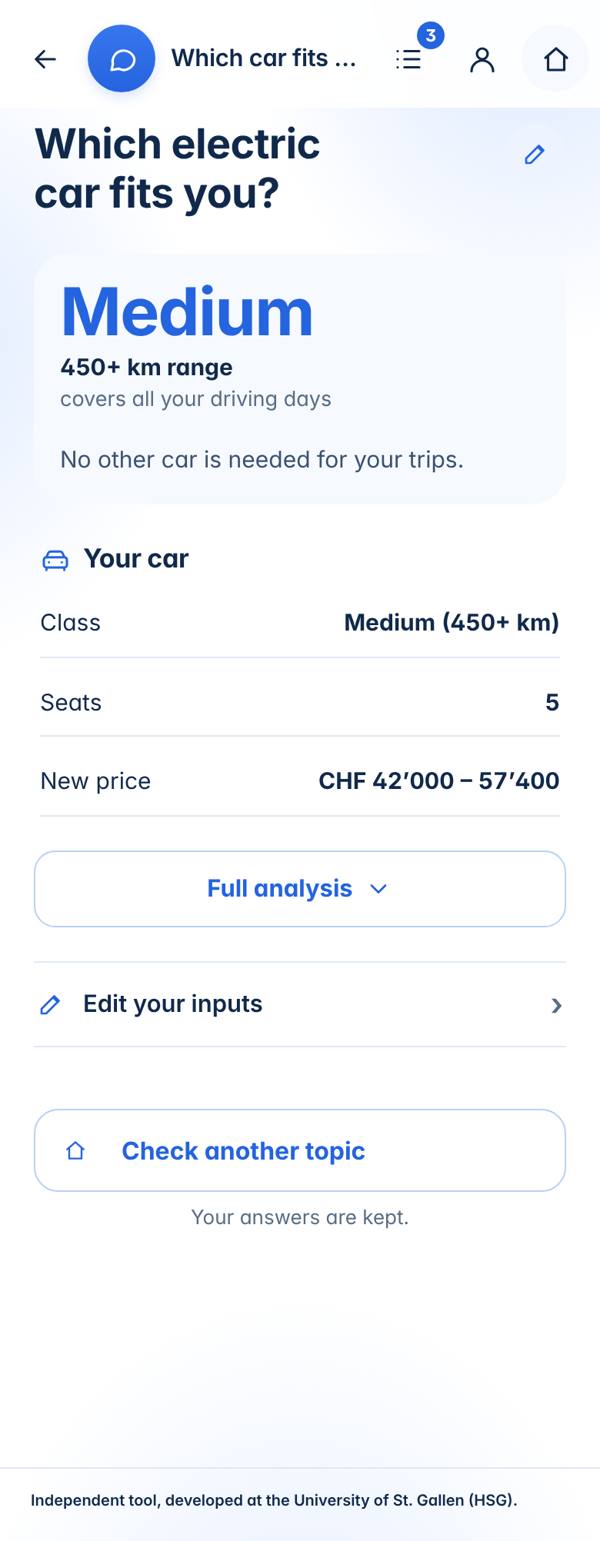 Which car fits ...
3
Which electric
car fits you?
Medium
450+ km range
covers all your driving days
No other car is needed for your trips.
Your car
Class Medium (450+ km)
Seats 5
New price CHF 42’000 – 57’400
Full analysis
Edit your inputs
Check another topic
Your answers are kept.
Independent tool, developed at the University of St. Gallen (HSG).